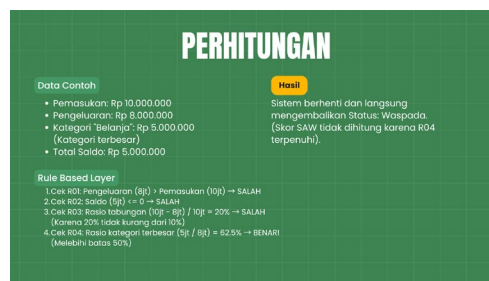 PERHITUNGAN
Data Contoh
• Pemasukan: Rp 10.000.000
• Pengeluaran: Rp 8.000.000
• Kategori "Belanja": Rp 5.000.000
(Kategori terbesar)
• Total Saldo: Rp 5.000.000
Hasil
Sistem berhenti dan langsung
mengembalikan Status: Waspada.
(Skor SAW tidak dihitung karena R04
terpenuhi).
Rule Based Layer
1. Cek R01: Pengeluaran (8jt) > Pemasukan (10jt) → SALAH
2. Cek R02: Saldo (5jt) <= 0 → SALAH
3. Cek R03: Rasio tabungan (10jt - 8jt) / 10jt = 20% → SALAH
(Karena 20% tidak kurang dari 10%)
4. Cek R04: Rasio kategori terbesar (5jt / 8jt) = 62.5% → BENAR!
(Melebihi batas 50%)